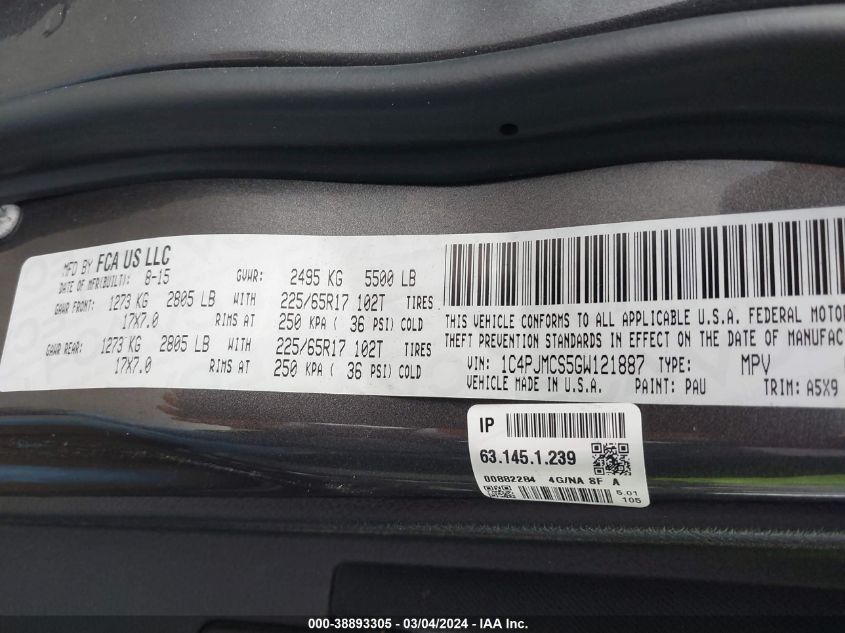 MFD BY FCA US LLC
DATE OF MFR(BUILT): 8-15 GVWR: 2495 KG 5500 LB
GAWR FRONT: 1273 KG 2805 LB WITH 225/65R17 102T TIRES
17X7.0 RIMS AT 250 KPA ( 36 PSI) COLD
GAWR REAR: 1273 KG 2805 LB WITH 225/65R17 102T TIRES
17X7.0 RIMS AT 250 KPA ( 36 PSI) COLD
THIS VEHICLE CONFORMS TO ALL APPLICABLE U.S.A. FEDERAL MOTO
THEFT PREVENTION STANDARDS IN EFFECT ON THE DATE OF MANUFAC
VIN: 1C4PJMCS5GW121887 TYPE: MPV
VEHICLE MADE IN U.S.A. PAINT: PAU TRIM: A5X9
IP
63.145.1.239
00882284 4G/NA 8F A
5.01
105
000-38893305 - 03/04/2024 - IAA Inc.